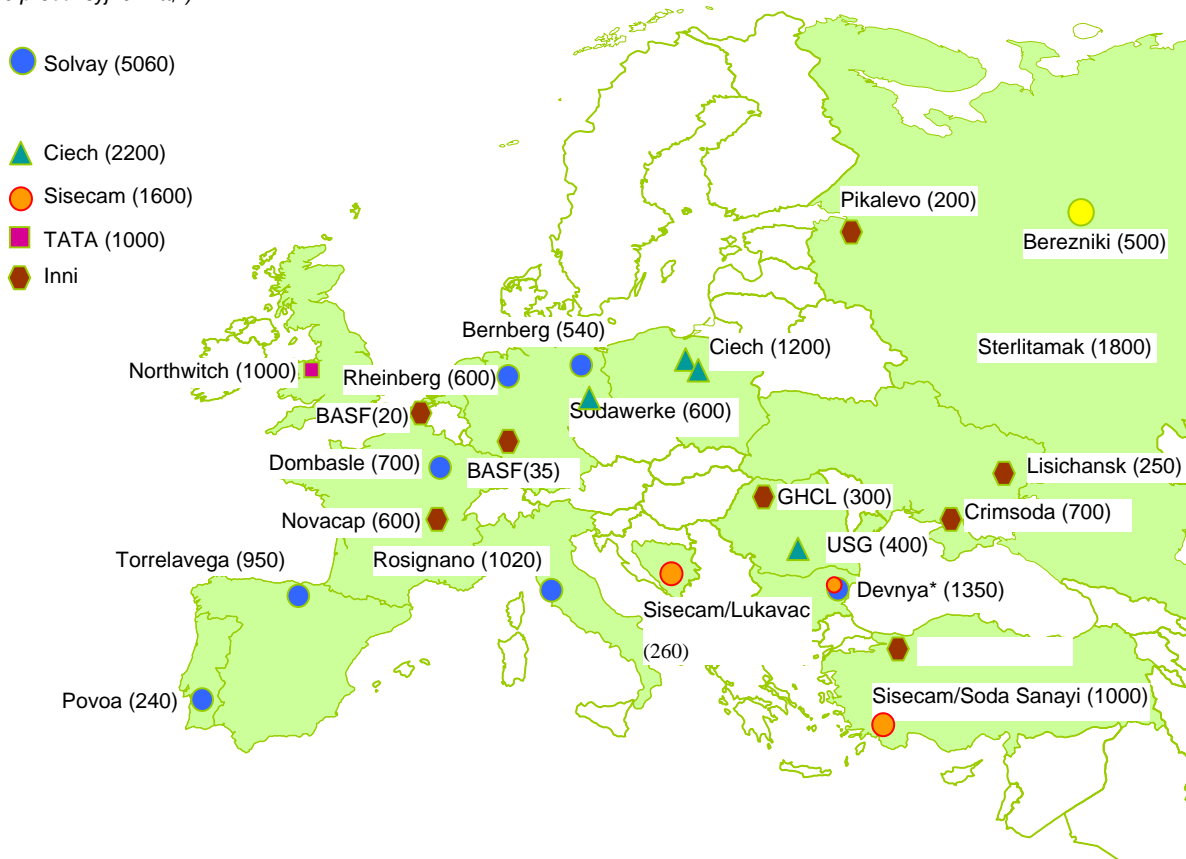 Solvay (5060)
Ciech (2200)
Sisecam (1600)
TATA (1000)
Inni
Pikalevo (200)
Berezniki (500)
Bernberg (540)
Ciech (1200)
Sterlitamak (1800)
Northwitch (1000)
Rheinberg (600)
BASF(20)
Sodawerke (600)
Dombasle (700)
BASF(35)
Lisichansk (250)
GHCL (300)
Novacap (600)
Crimsoda (700)
USG (400)
Torrelavega (950)
Rosignano (1020)
Devnya* (1350)
Sisecam/Lukavac
(260)
Sisecam/Soda Sanayi (1000)
Povoa (240)